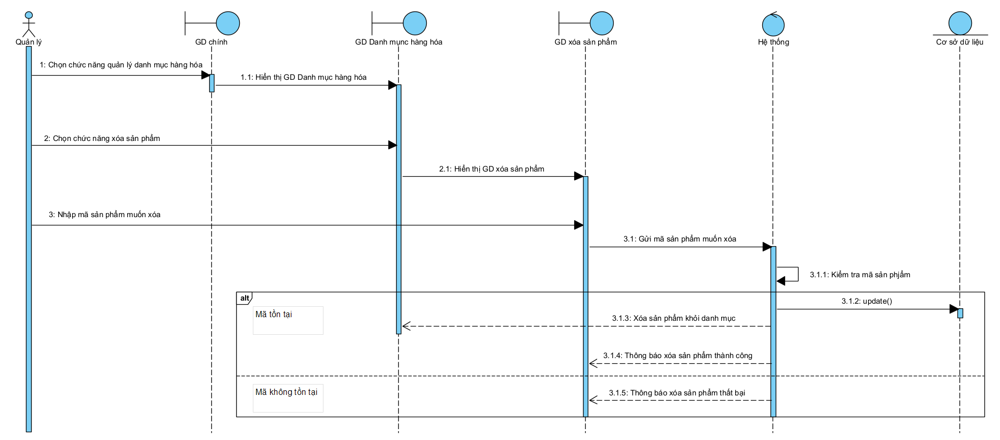 Quản lý
GD chính
GD Danh mụnc hàng hóa
GD xóa sản phẩm
Hệ thống
Cơ sở dữ liệu
1: Chọn chức năng quản lý danh mục hàng hóa
1.1: Hiển thị GD Danh mục hàng hóa
2: Chọn chức năng xóa sản phẩm
2.1: Hiển thị GD xóa sản phẩm
3: Nhập mã sản phẩm muốn xóa
3.1: Gửi mã sản phẩm muốn xóa
3.1.1: Kiểm tra mã sản phjẩm
alt
3.1.2: update()
Mã tồn tại
3.1.3: Xóa sản phẩm khỏi danh mục
3.1.4: Thông báo xóa sản phẩm thành công
Mã không tồn tại
3.1.5: Thông báo xóa sản phẩm thất bại